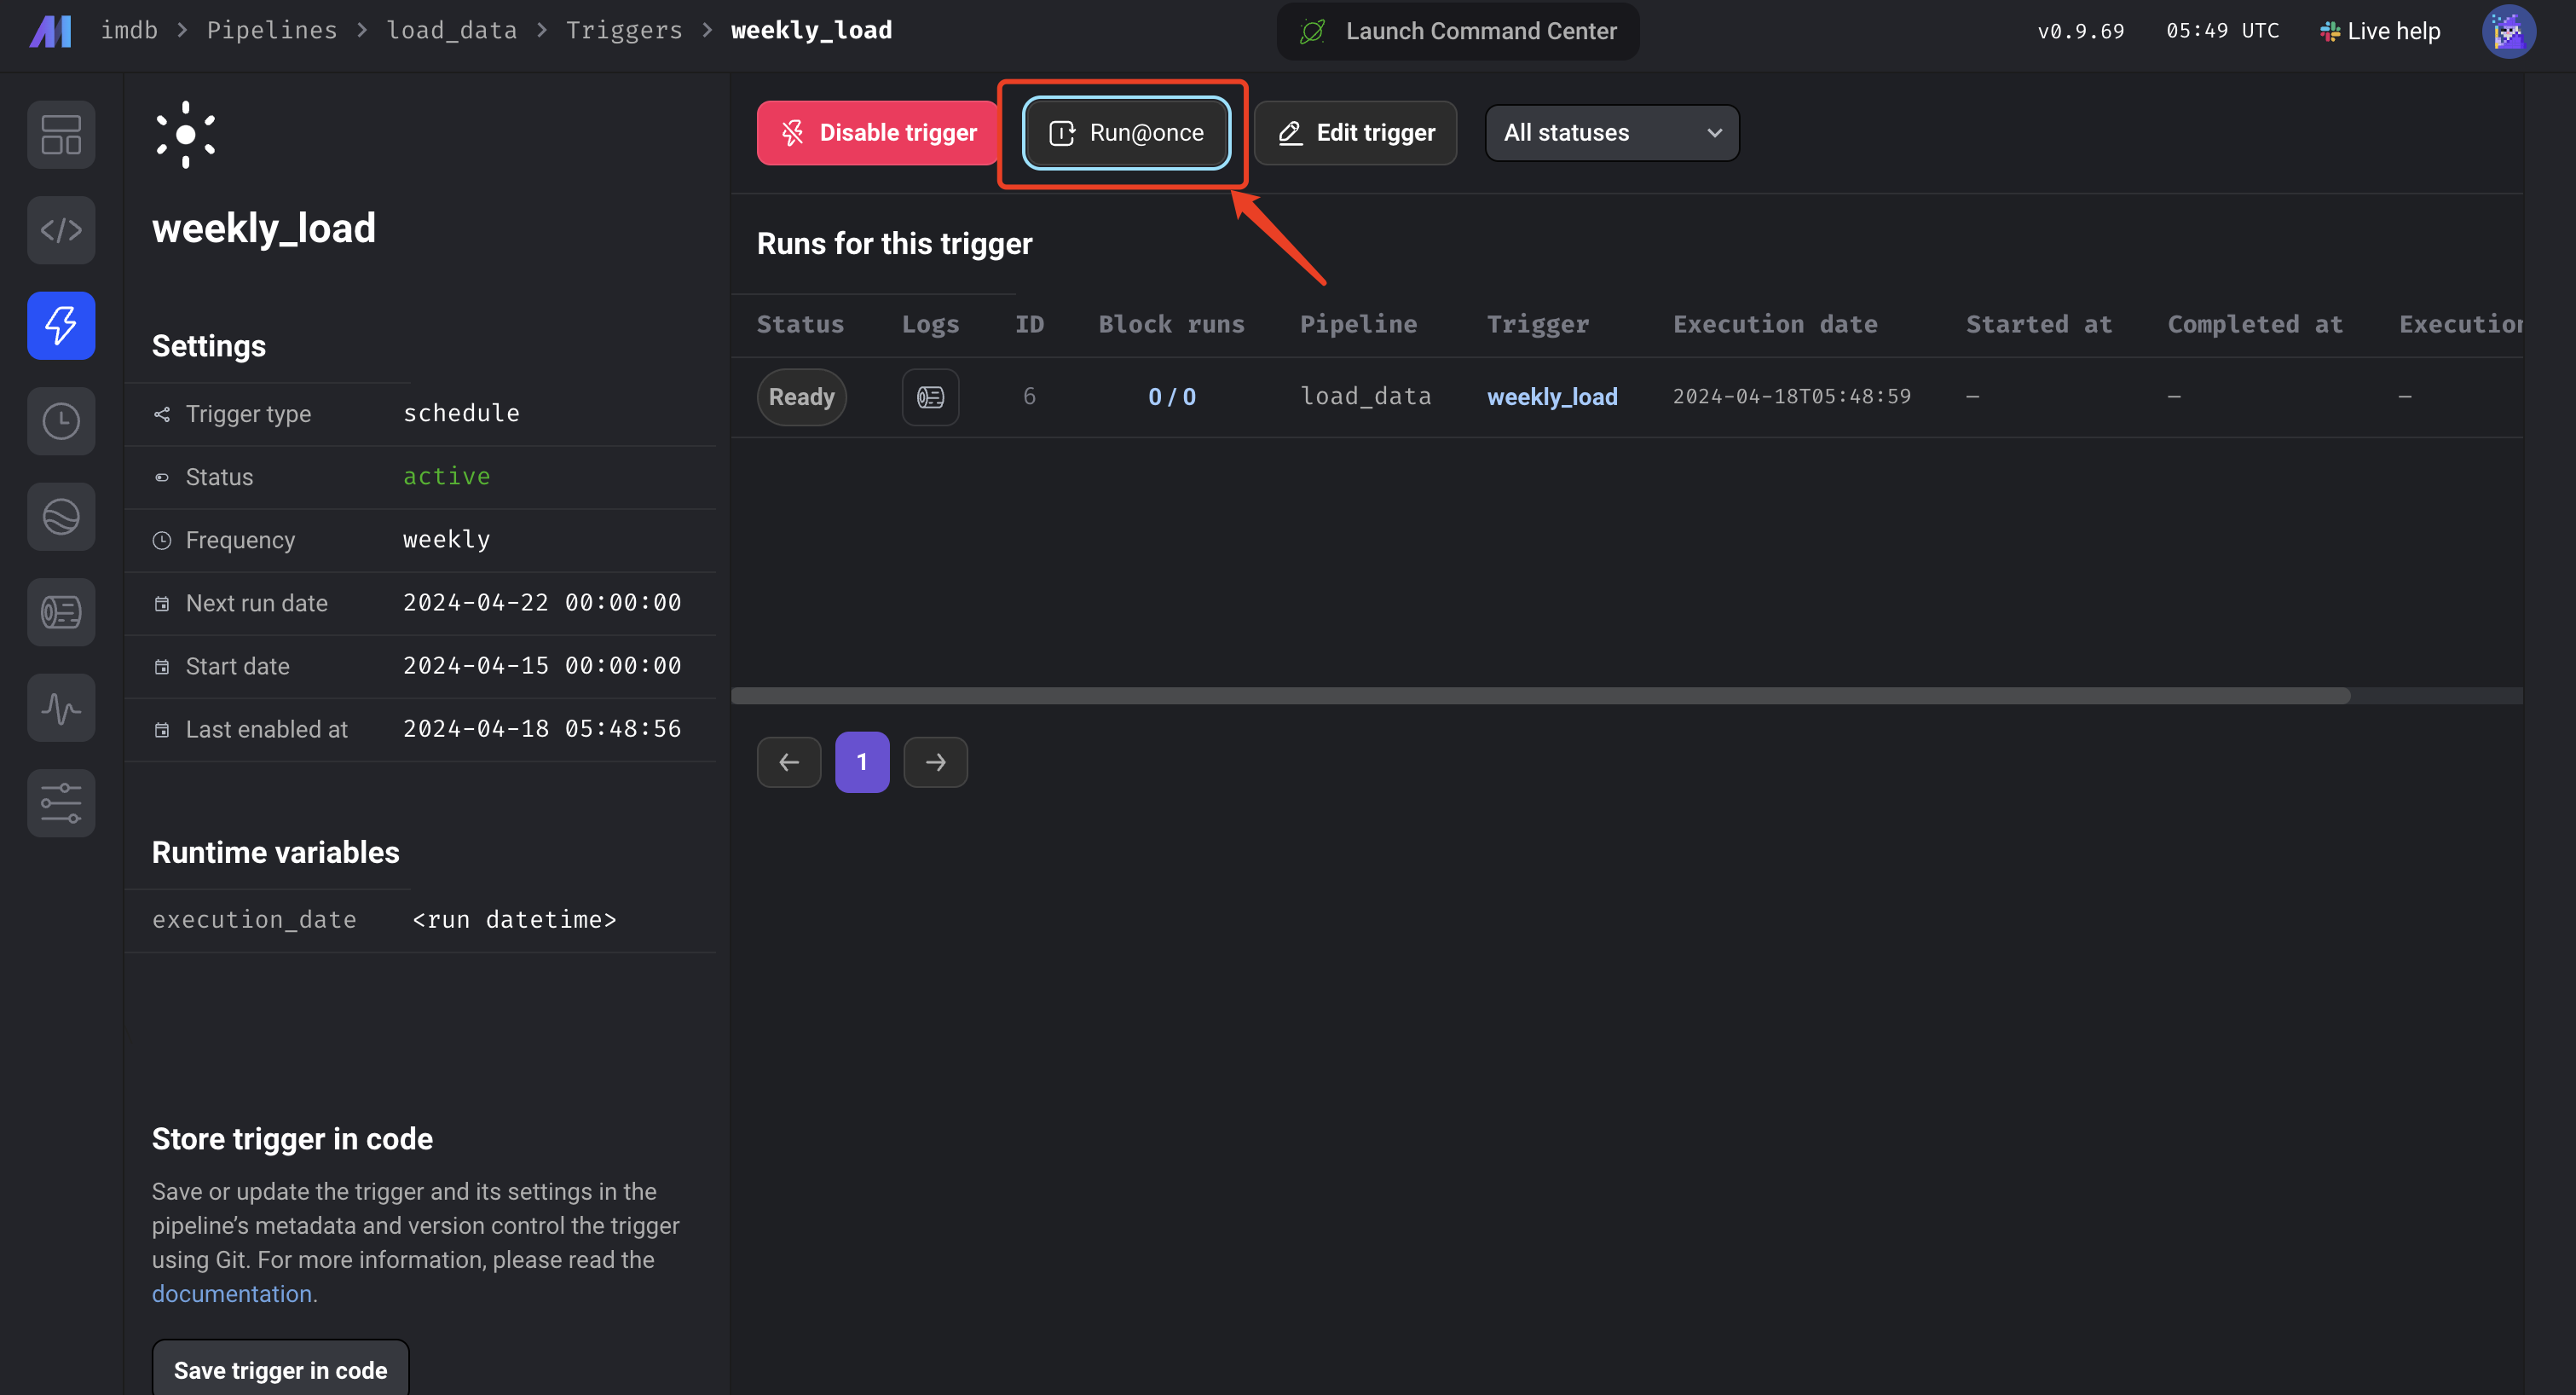 imdb > Pipelines > load_data > Triggers > weekly_load
Launch Command Center
v0.9.69
05:49 UTC
Live help
Disable trigger
Run@once
Edit trigger
All statuses
weekly_load
Settings
Trigger type schedule
Status active
Frequency weekly
Next run date 2024-04-22 00:00:00
Start date 2024-04-15 00:00:00
Last enabled at 2024-04-18 05:48:56
Runtime variables
execution_date <run datetime>
Store trigger in code
Save or update the trigger and its settings in the
pipeline’s metadata and version control the trigger
using Git. For more information, please read the
documentation.
Save trigger in code
Runs for this trigger
Status Logs ID Block runs Pipeline Trigger Execution date Started at Completed at Execution
Ready 6 0 / 0 load_data weekly_load 2024-04-18T05:48:59 – – –
1